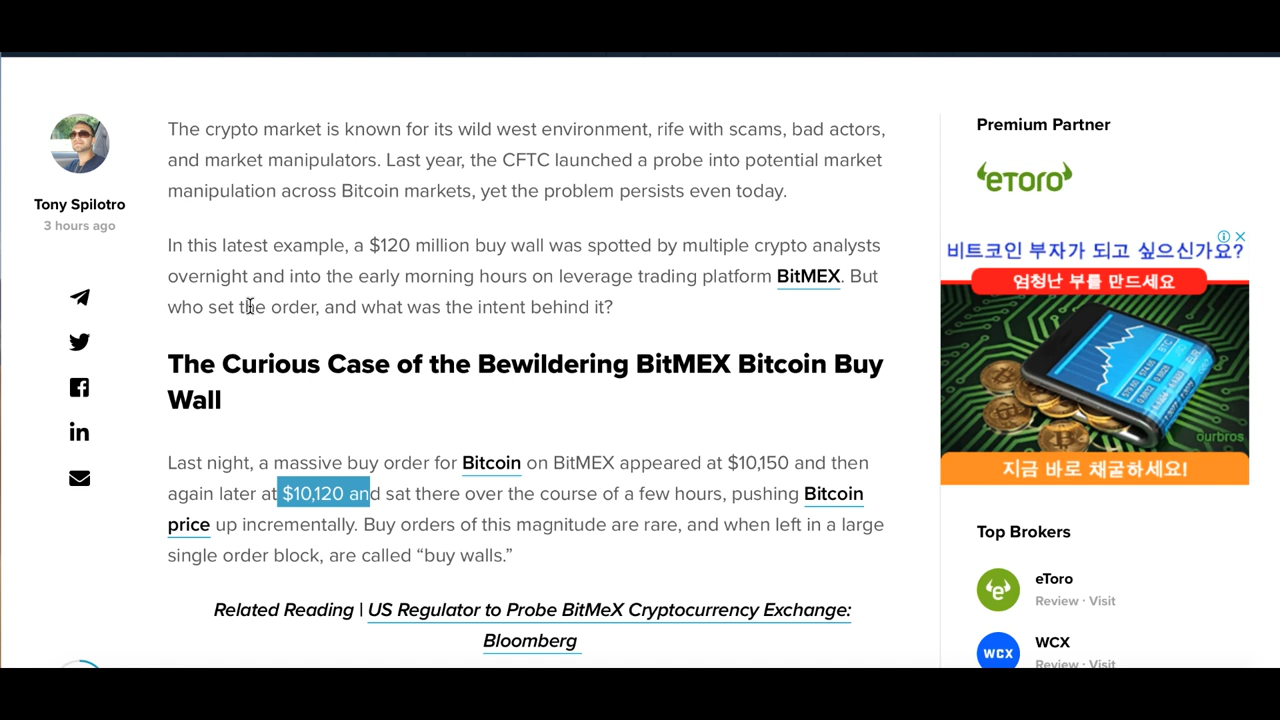 Tony Spilotro
3 hours ago
The crypto market is known for its wild west environment, rife with scams, bad actors,
and market manipulators. Last year, the CFTC launched a probe into potential market
manipulation across Bitcoin markets, yet the problem persists even today.
In this latest example, a $120 million buy wall was spotted by multiple crypto analysts
overnight and into the early morning hours on leverage trading platform BitMEX. But
who set the order, and what was the intent behind it?
The Curious Case of the Bewildering BitMEX Bitcoin Buy
Wall
Last night, a massive buy order for Bitcoin on BitMEX appeared at $10,150 and then
again later at $10,120 and sat there over the course of a few hours, pushing Bitcoin
price up incrementally. Buy orders of this magnitude are rare, and when left in a large
single order block, are called “buy walls.”
Related Reading | US Regulator to Probe BitMeX Cryptocurrency Exchange:
Bloomberg
Premium Partner
eToro
비트코인 부자가 되고 싶으신가요?
엄청난 부를 만드세요
BTC
EUR
ourbros
지금 바로 채굴하세요!
Top Brokers
eToro
Review · Visit
WCX
WCX
Review · Visit